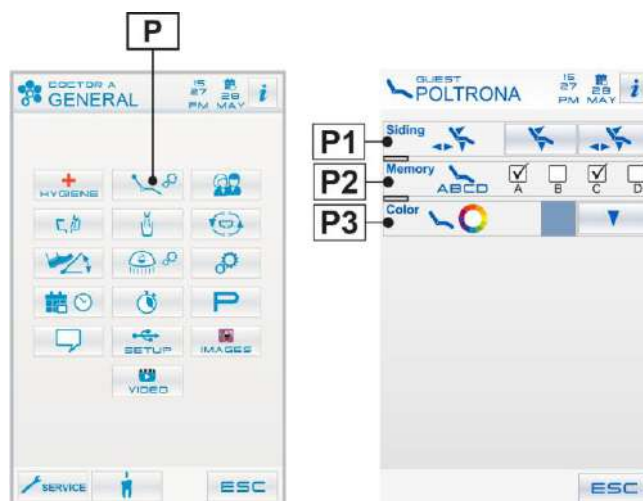 P
DOCTOR A
GENERAL
15 27 PM
28 MAY
i
HYGIENE
P
SETUP
IMAGES
VIDEO
SERVICE
ESC
GUEST
POLTRONA
15 27 PM
28 MAY
i
P1
Siding
P2
Memory
ABCD
A B C D
P3
Color
ESC